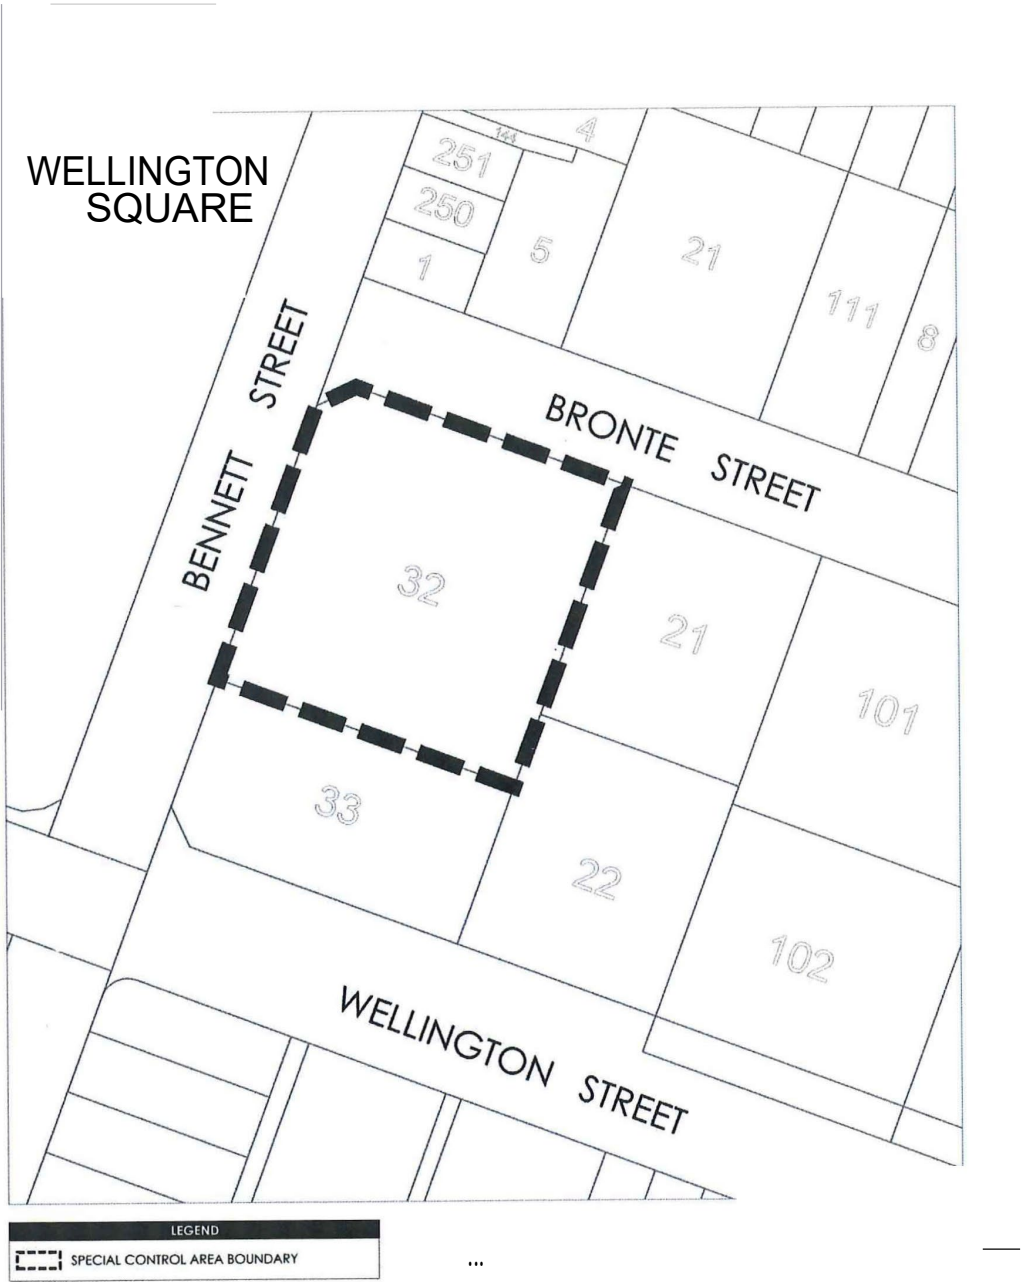 WELLINGTON
SQUARE
144
4
251
250
1
5
21
111
8
BENNETT STREET
BRONTE STREET
32
21
101
33
22
102
WELLINGTON STREET
LEGEND
SPECIAL CONTROL AREA BOUNDARY
...